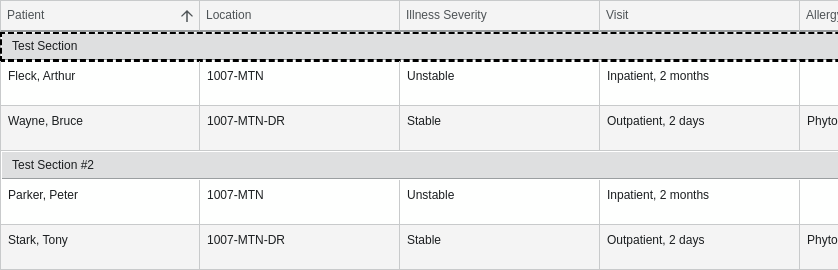 Patient Location Illness Severity Visit Allergy
Test Section
Fleck, Arthur 1007-MTN Unstable Inpatient, 2 months
Wayne, Bruce 1007-MTN-DR Stable Outpatient, 2 days Phyto
Test Section #2
Parker, Peter 1007-MTN Unstable Inpatient, 2 months
Stark, Tony 1007-MTN-DR Stable Outpatient, 2 days Phyto